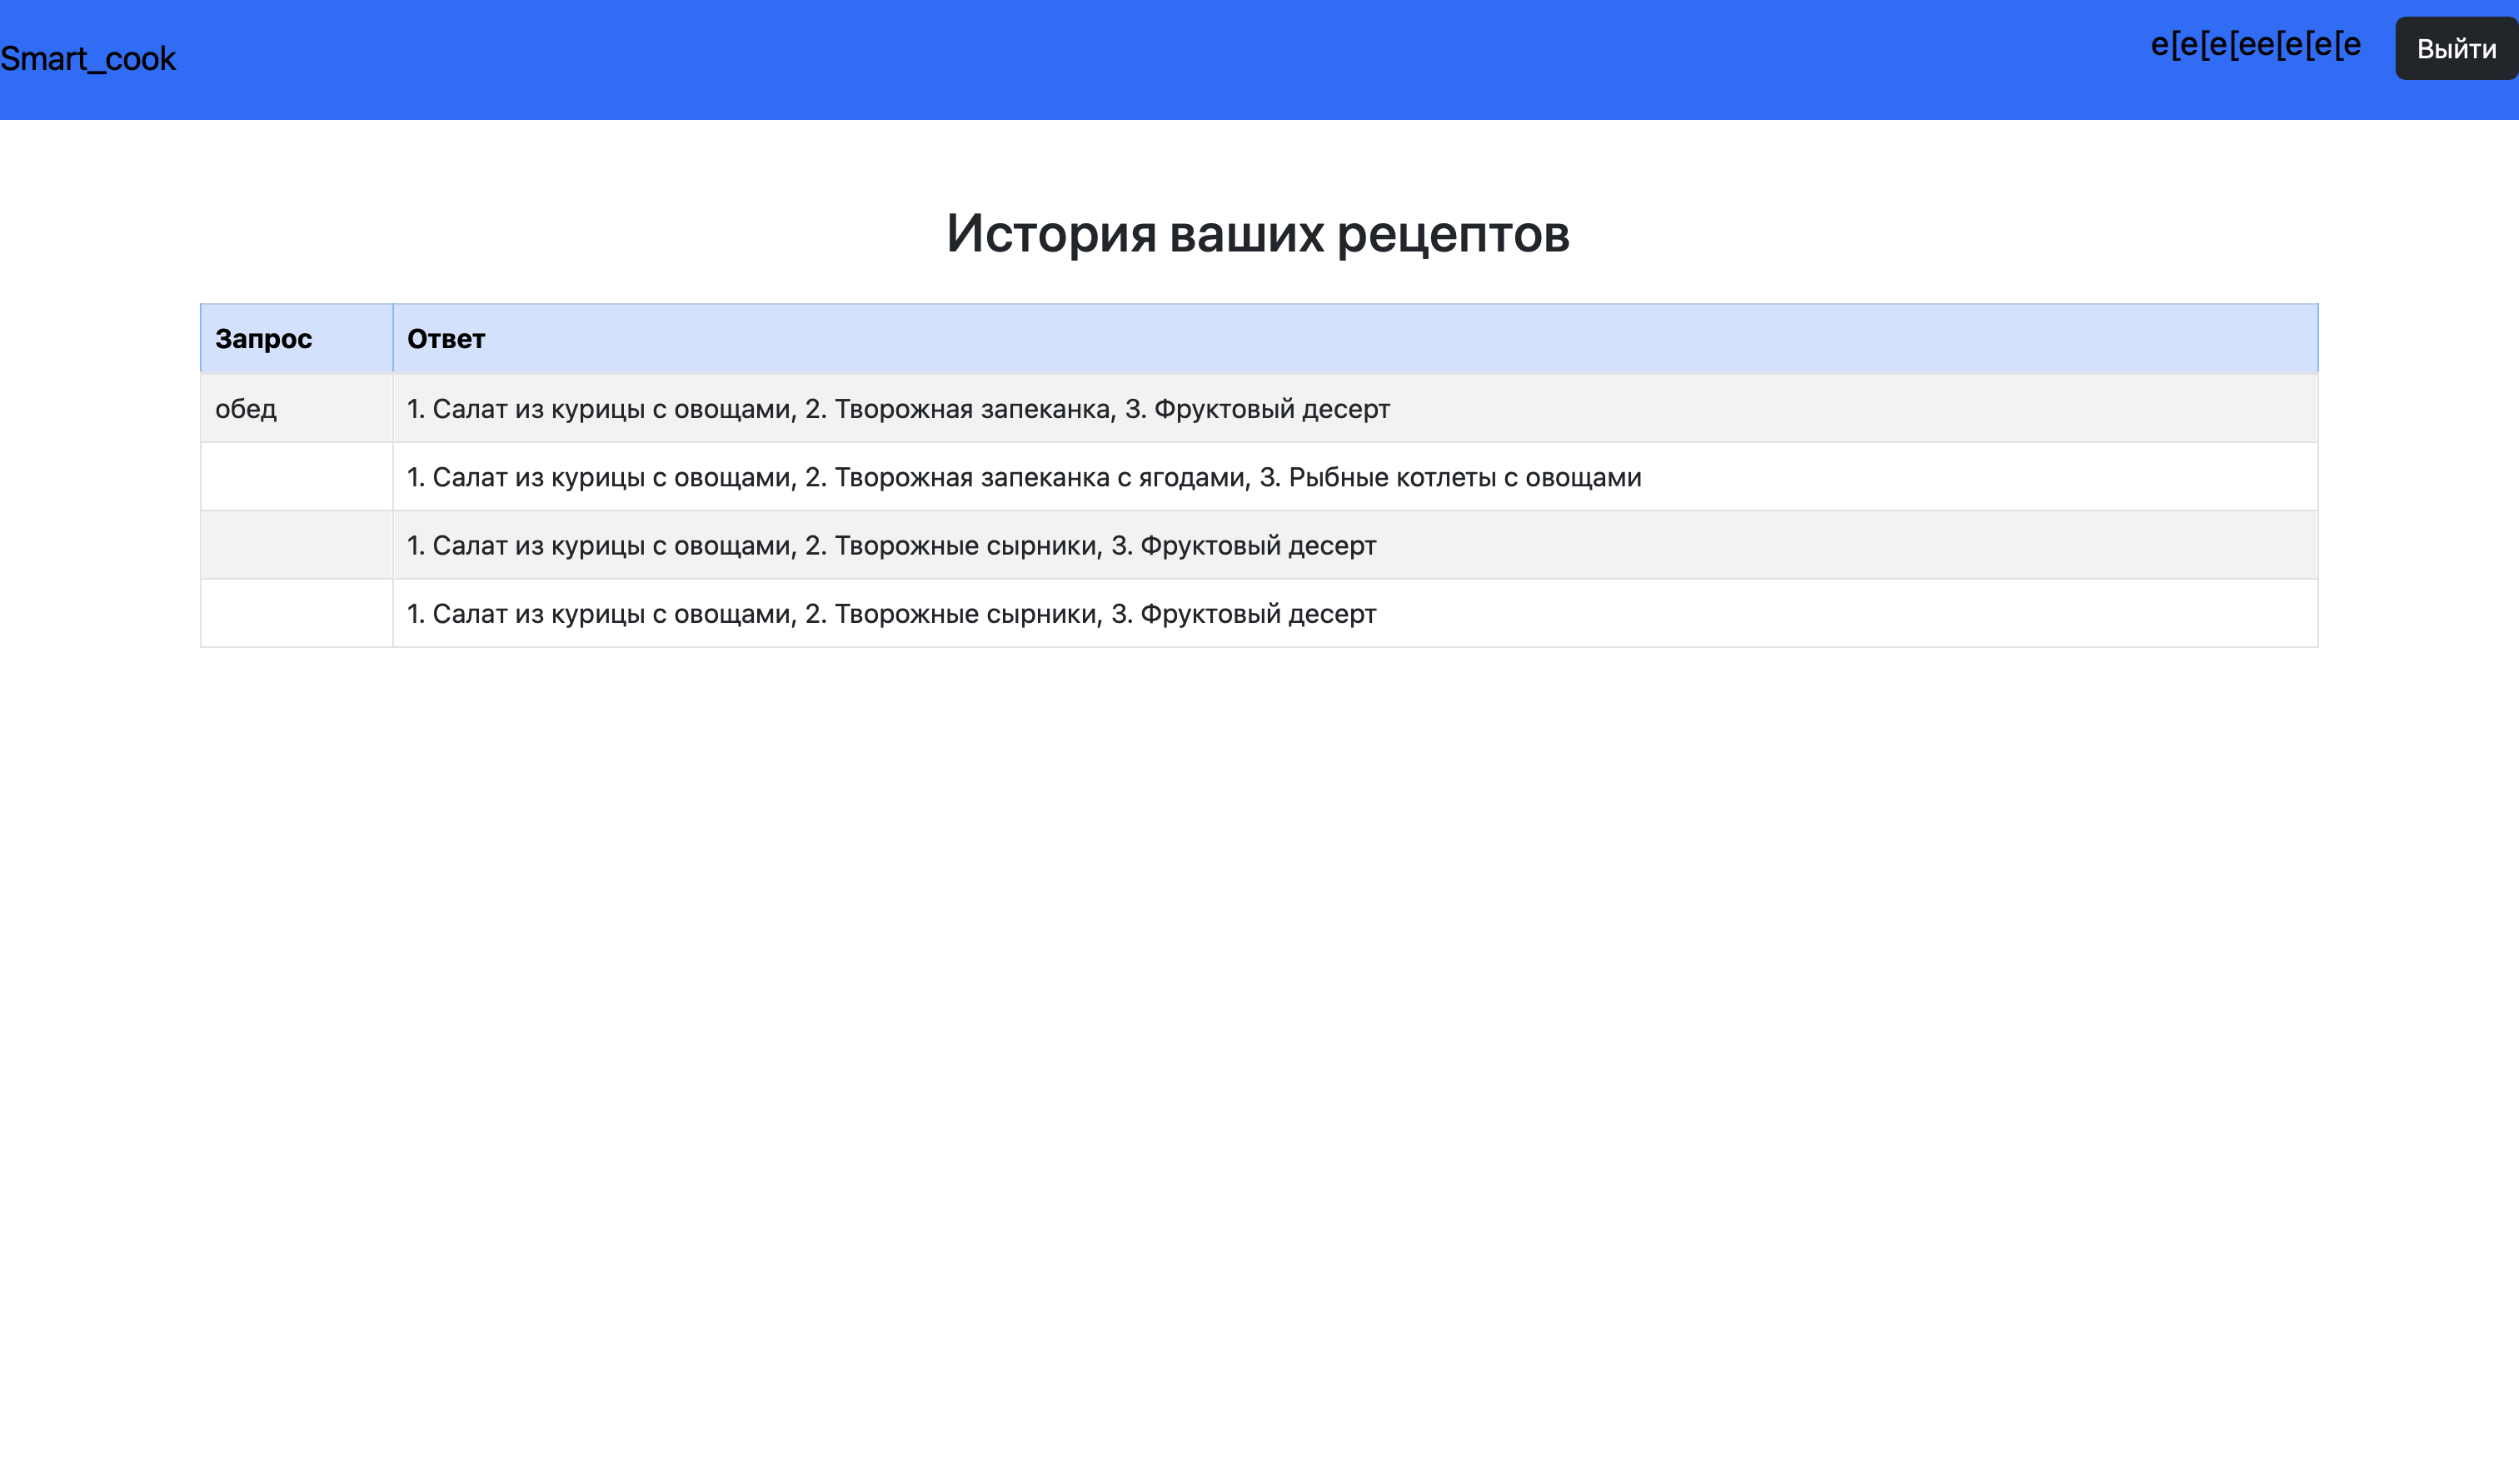 Smart_cook
e[e[e[ee[e[e[e
Выйти
История ваших рецептов
Запрос Ответ
обед 1. Салат из курицы с овощами, 2. Творожная запеканка, 3. Фруктовый десерт
1. Салат из курицы с овощами, 2. Творожная запеканка с ягодами, 3. Рыбные котлеты с овощами
1. Салат из курицы с овощами, 2. Творожные сырники, 3. Фруктовый десерт
1. Салат из курицы с овощами, 2. Творожные сырники, 3. Фруктовый десерт